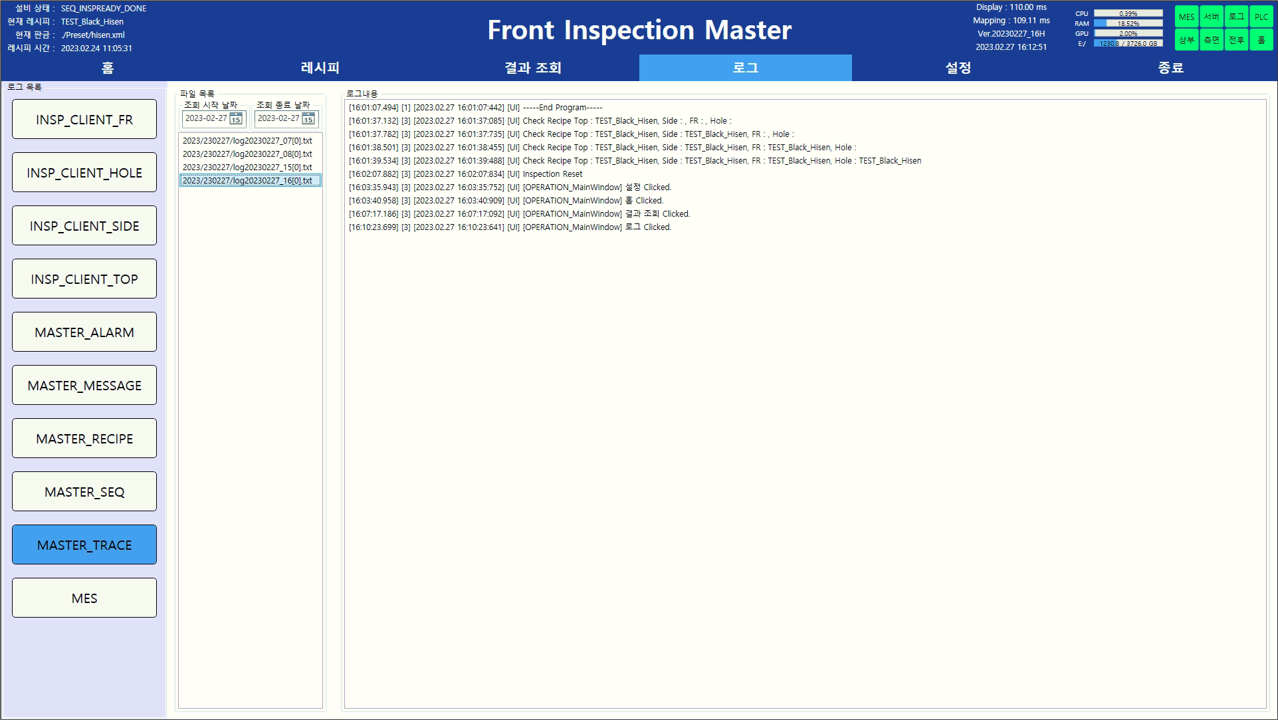 설비 상태 : SEQ_INSPREADY_DONE
현재 레시피 : TEST_Black_Hisen
현재 판금 : ./Preset/hisen.xml
레시피 시간 : 2023.02.24 11:05:31
Front Inspection Master
Display : 110.00 ms
Mapping : 109.11 ms
Ver.20230227_16H
2023.02.27 16:12:51
CPU 0.39%
RAM 18.52%
GPU 2.00%
E:/ 1230.8 / 3726.0 GB
MES 서버 로그 PLC
상부 측면 전후 홀
홈 레시피 결과 조회 로그 설정 종료
로그 목록
INSP_CLIENT_FR
INSP_CLIENT_HOLE
INSP_CLIENT_SIDE
INSP_CLIENT_TOP
MASTER_ALARM
MASTER_MESSAGE
MASTER_RECIPE
MASTER_SEQ
MASTER_TRACE
MES
파일 목록
조회 시작 날짜 조회 종료 날짜
2023-02-27 15 2023-02-27 15
2023/230227/log20230227_07[0].txt
2023/230227/log20230227_08[0].txt
2023/230227/log20230227_15[0].txt
2023/230227/log20230227_16[0].txt
로그내용
[16:01:07.494] [1] [2023.02.27 16:01:07:442] [UI] -----End Program-----
[16:01:37.132] [3] [2023.02.27 16:01:37:085] [UI] Check Recipe Top : TEST_Black_Hisen, Side : , FR : , Hole :
[16:01:37.782] [3] [2023.02.27 16:01:37:735] [UI] Check Recipe Top : TEST_Black_Hisen, Side : TEST_Black_Hisen, FR : , Hole :
[16:01:38.501] [3] [2023.02.27 16:01:38:455] [UI] Check Recipe Top : TEST_Black_Hisen, Side : TEST_Black_Hisen, FR : TEST_Black_Hisen, Hole :
[16:01:39.534] [3] [2023.02.27 16:01:39:488] [UI] Check Recipe Top : TEST_Black_Hisen, Side : TEST_Black_Hisen, FR : TEST_Black_Hisen, Hole : TEST_Black_Hisen
[16:02:07.882] [3] [2023.02.27 16:02:07:834] [UI] Inspection Reset
[16:03:35.943] [3] [2023.02.27 16:03:35:752] [UI] [OPERATION_MainWindow] 설정 Clicked.
[16:03:40.958] [3] [2023.02.27 16:03:40:909] [UI] [OPERATION_MainWindow] 홈 Clicked.
[16:07:17.186] [3] [2023.02.27 16:07:17:092] [UI] [OPERATION_MainWindow] 결과 조회 Clicked.
[16:10:23.699] [3] [2023.02.27 16:10:23:641] [UI] [OPERATION_MainWindow] 로그 Clicked.